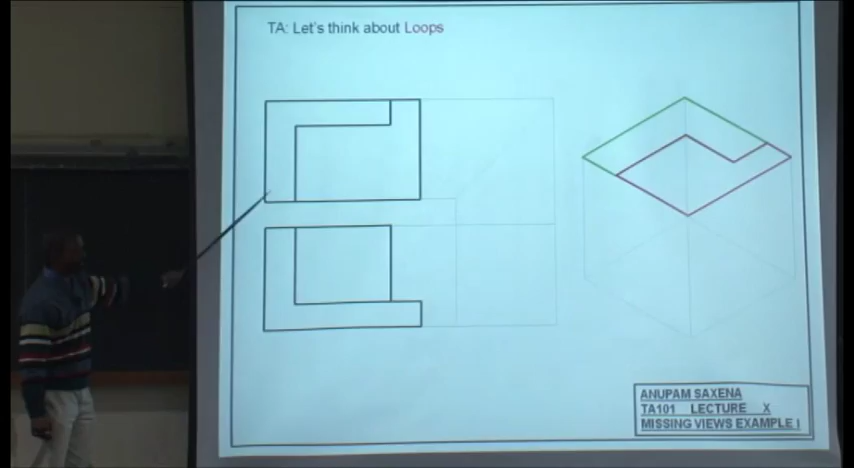 TA: Let's think about Loops
ANUPAM SAXENA
TA101 LECTURE X
MISSING VIEWS EXAMPLE I